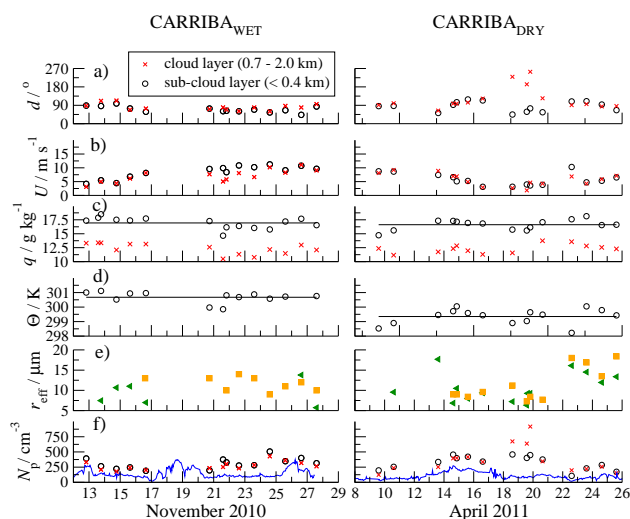 CARRIBA_WET CARRIBA_DRY
× cloud layer (0.7 - 2.0 km)
○ sub-cloud layer (< 0.4 km)
a)
d / °
270
180
90
0
b)
U / m s⁻¹
15
10
5
0
c)
q / g kg⁻¹
17.5
15
12.5
10
d)
Θ / K
301
300
299
298
e)
r_eff / μm
20
15
10
5
f)
N_p / cm⁻³
750
500
250
0
13 15 17 19 21 23 25 27 29
November 2010
8 10 12 14 16 18 20 22 24 26
April 2011